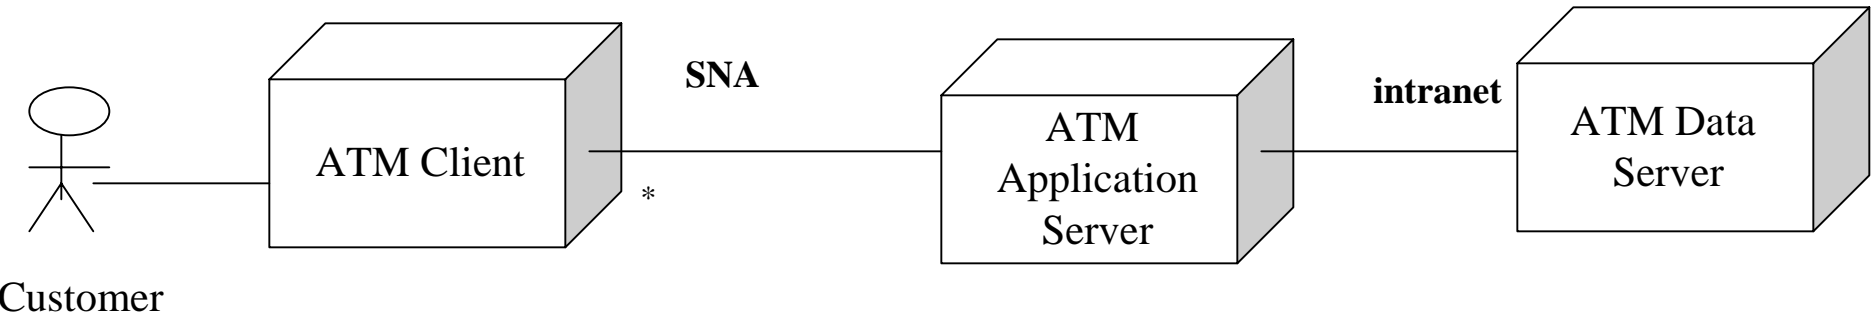 SNA
intranet
ATM Client
*
ATM
Application
Server
ATM Data
Server
Customer